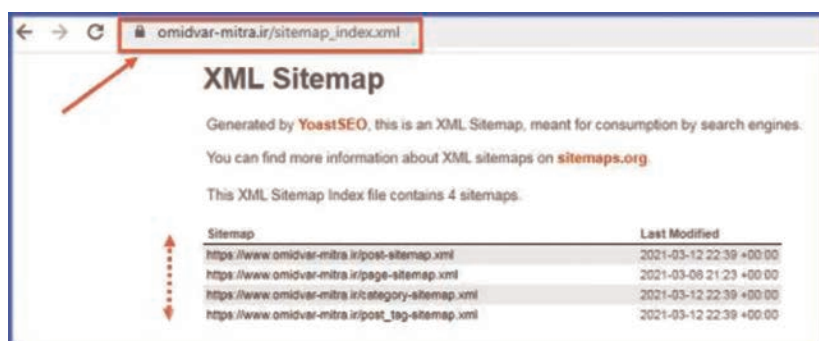 omidvar-mitra.ir/sitemap_index.xml
XML Sitemap
Generated by YoastSEO, this is an XML Sitemap, meant for consumption by search engines.
You can find more information about XML sitemaps on sitemaps.org.
This XML Sitemap Index file contains 4 sitemaps.
Sitemap Last Modified
https://www.omidvar-mitra.ir/post-sitemap.xml 2021-03-12 22:39 +00:00
https://www.omidvar-mitra.ir/page-sitemap.xml 2021-03-06 21:23 +00:00
https://www.omidvar-mitra.ir/category-sitemap.xml 2021-03-12 22:39 +00:00
https://www.omidvar-mitra.ir/post_tag-sitemap.xml 2021-03-12 22:39 +00:00